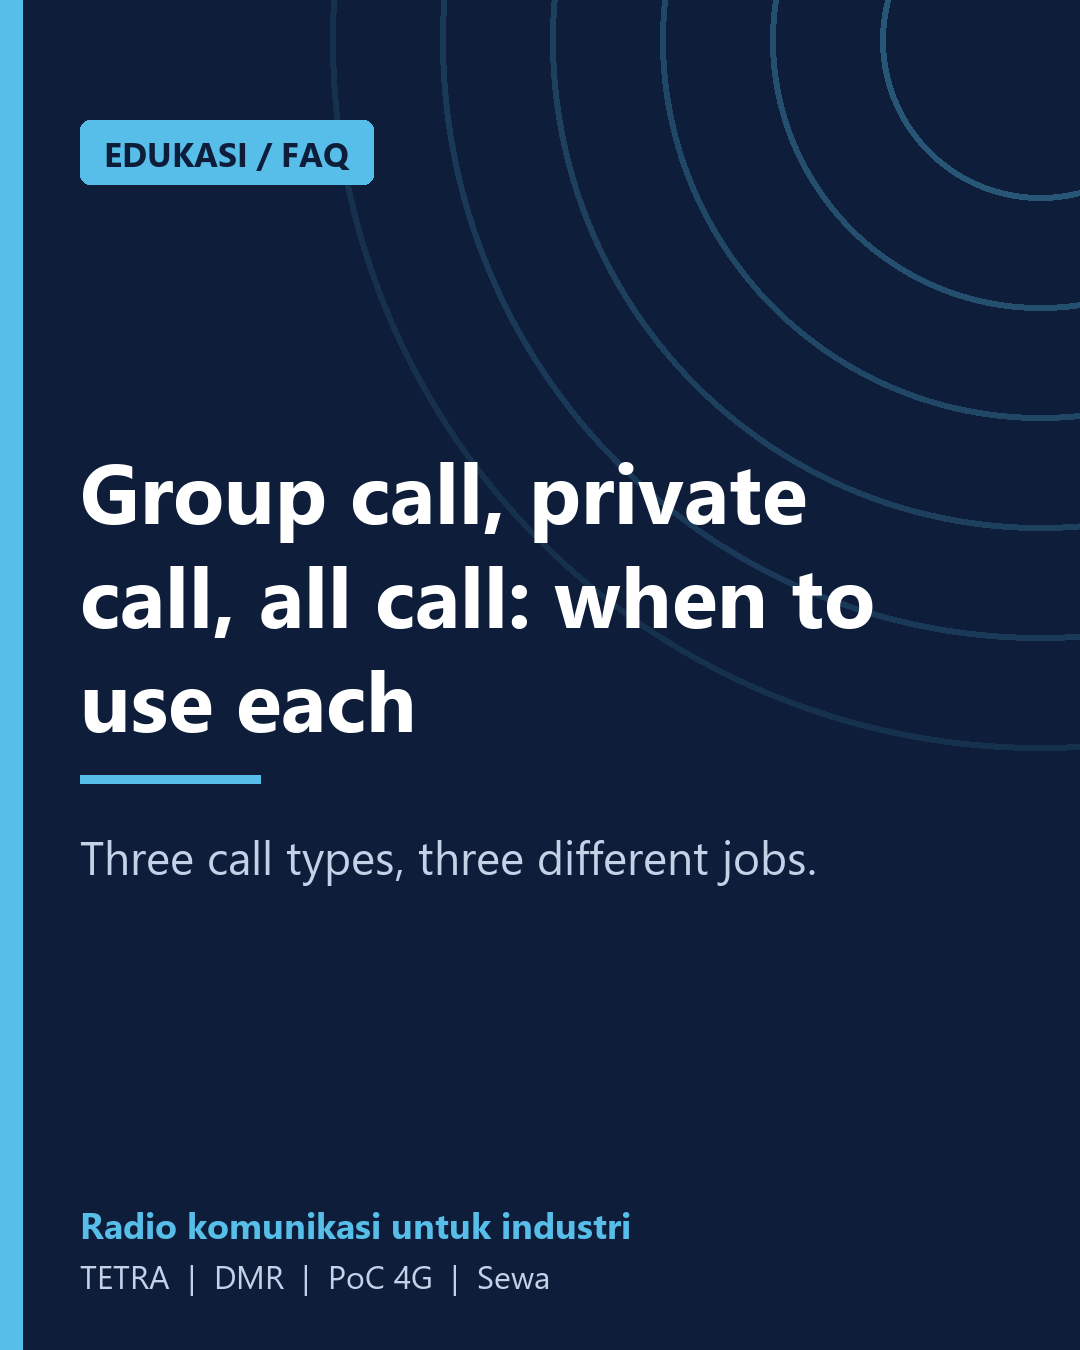 EDUKASI / FAQ
Group call, private
call, all call: when to
use each
Three call types, three different jobs.
Radio komunikasi untuk industri
TETRA | DMR | PoC 4G | Sewa